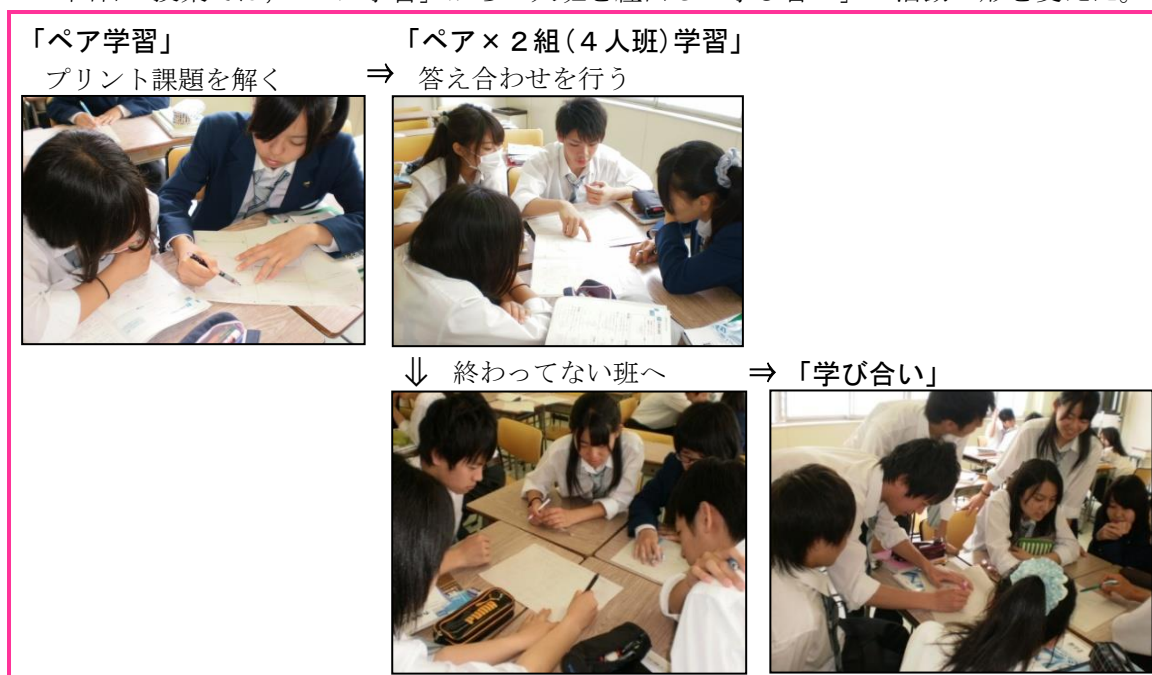 「ペア学習」
プリント課題を解く
⇒
「ペア×２組（４人班）学習」
答え合わせを行う
⇓ 終わってない班へ
⇒「学び合い」
PUMA